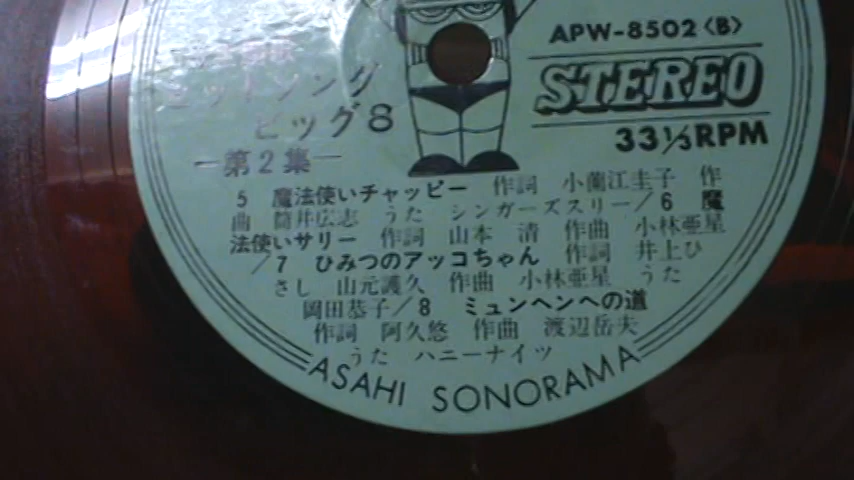 APW-8502〈B〉
STEREO
33 1/3 RPM
ヒットソング
ビッグ8
―第2集―
5 魔法使いチャッピー 作詞 小蘭江圭子 作
曲 筒井広志 うた シンガーズスリー/6 魔
法使いサリー 作詞 山本 清 作曲 小林亜星
/7 ひみつのアッコちゃん 作詞 井上ひ
さし 山元護久 作曲 小林亜星 うた
岡田恭子/8 ミュンヘンへの道
作詞 阿久悠 作曲 渡辺岳夫
うた ハニーナイツ
ASAHI SONORAMA